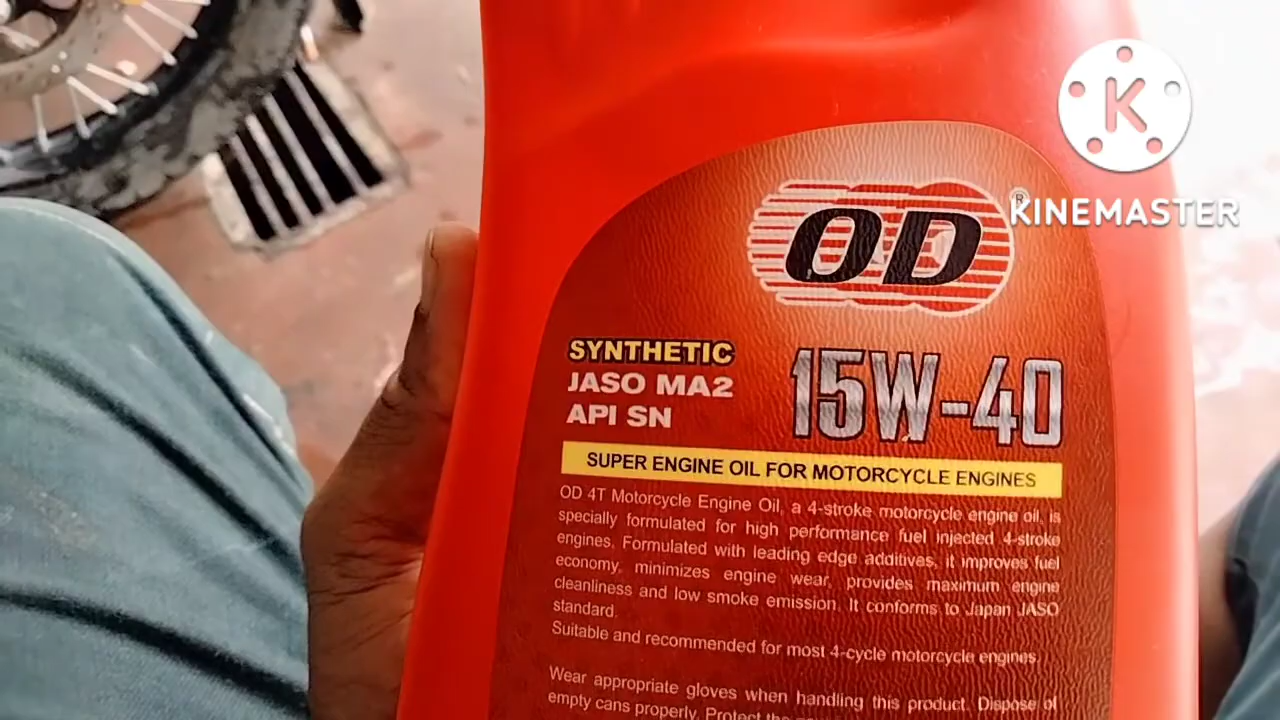 K
KINEMASTER
OD
®
SYNTHETIC
JASO MA2
API SN
15W-40
SUPER ENGINE OIL FOR MOTORCYCLE ENGINES
OD 4T Motorcycle Engine Oil, a 4-stroke motorcycle engine oil, is
specially formulated for high performance fuel injected 4-stroke
engines. Formulated with leading edge additives, it improves fuel
economy, minimizes engine wear, provides maximum engine
cleanliness and low smoke emission. It conforms to Japan JASO
standard.
Suitable and recommended for most 4-cycle motorcycle engines.
Wear appropriate gloves when handling this product. Dispose of
empty cans properly. Protect the